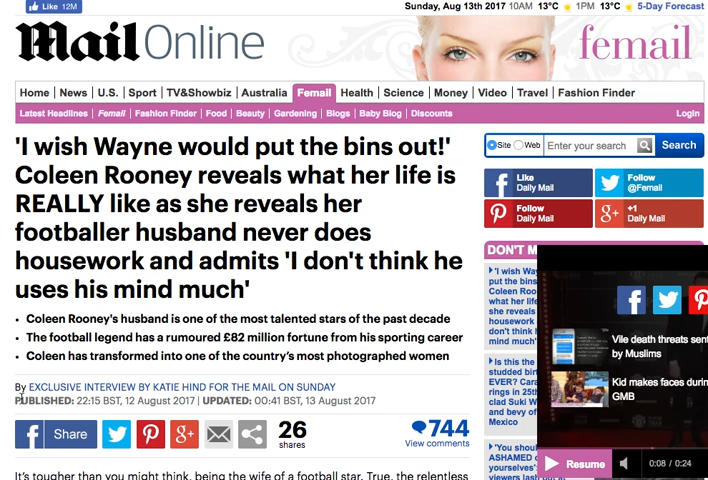 Like 12M
Sunday, Aug 13th 2017 10AM 13°C 1PM 13°C 5-Day Forecast
Mail Online
femail
Home News U.S. Sport TV&Showbiz Australia Femail Health Science Money Video Travel Fashion Finder
Latest Headlines Femail Fashion Finder Food Beauty Gardening Blogs Baby Blog Discounts Login
'I wish Wayne would put the bins out!'
Coleen Rooney reveals what her life is
REALLY like as she reveals her
footballer husband never does
housework and admits 'I don't think he
uses his mind much'
• Coleen Rooney's husband is one of the most talented stars of the past decade
• The football legend has a rumoured £82 million fortune from his sporting career
• Coleen has transformed into one of the country's most photographed women
By EXCLUSIVE INTERVIEW BY KATIE HIND FOR THE MAIL ON SUNDAY
PUBLISHED: 22:15 BST, 12 August 2017 | UPDATED: 00:41 BST, 13 August 2017
Share
26
shares
744
View comments
It's tougher than you might think, being the wife of a football star. True, the relentless
Site Web Enter your search Search
Like
Daily Mail
Follow
@Femail
Follow
Daily Mail
+1
Daily Mail
DON'T M
'I wish Way
put the bins
Coleen Roo
what her life
she reveals
footballer h
housework
don't think
mind much'
Is this the
studded birt
EVER? Cara
rings in 25th
clad Suki W
and bevy of
Mexico
'You shoul
ASHAMED o
yourselves':
viewers lash out at
Vile death threats sent
by Muslims
Kid makes faces durin
GMB
Resume 0:08 / 0:24